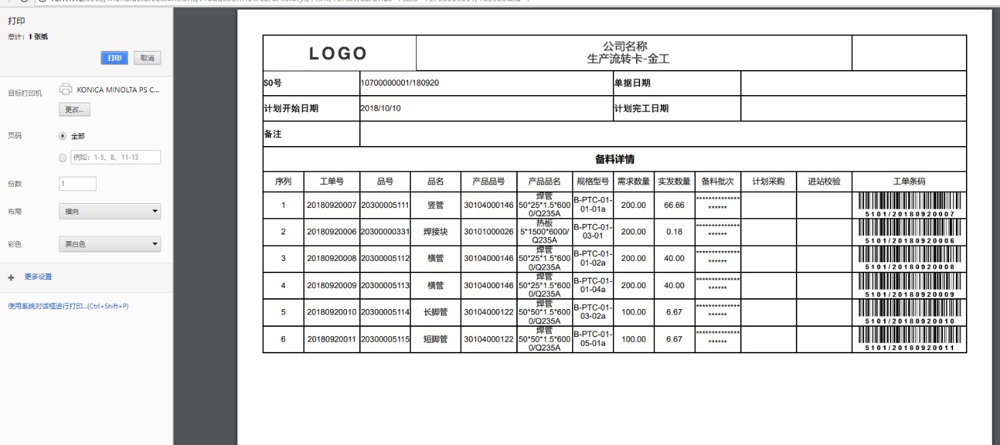 打印
总计： 1 张纸
打印 取消
目标打印机 KONICA MINOLTA PS C...
更改...
页码 全部
例如： 1-5、8、11-13
份数 1
布局 横向
彩色 黑白色
+ 更多设置
使用系统对话框进行打印...(Ctrl+Shift+P)
LOGO
公司名称
生产流转卡-金工
SO号 10700000001/180920 单据日期
计划开始日期 2018/10/10 计划完工日期
备注
备料详情
序列 工单号 品号 品名 产品品号 产品品名 规格型号 需求数量 实发数量 备料批次 计划采购 进站校验 工单条码
1 20180920007 20300005111 竖管 30104000146 焊管50*25*1.5*6000/Q235A B-PTC-01-01-01a 200.00 66.66 ******************** 5101/20180920007
2 20180920006 20300000331 焊接块 30101000026 热板5*1500*6000/Q235A B-PTC-01-03-01 200.00 0.18 ******************** 5101/20180920006
3 20180920008 20300005112 横管 30104000146 焊管50*25*1.5*6000/Q235A B-PTC-01-01-02a 200.00 40.00 ******************** 5101/20180920008
4 20180920009 20300005113 横管 30104000146 焊管50*25*1.5*6000/Q235A B-PTC-01-01-04a 200.00 40.00 ******************** 5101/20180920009
5 20180920010 20300005114 长脚管 30104000122 焊管50*50*1.5*6000/Q235A B-PTC-01-03-02a 100.00 6.67 ******************** 5101/20180920010
6 20180920011 20300005115 短脚管 30104000122 焊管50*50*1.5*6000/Q235A B-PTC-01-05-01a 100.00 6.67 ******************** 5101/20180920011